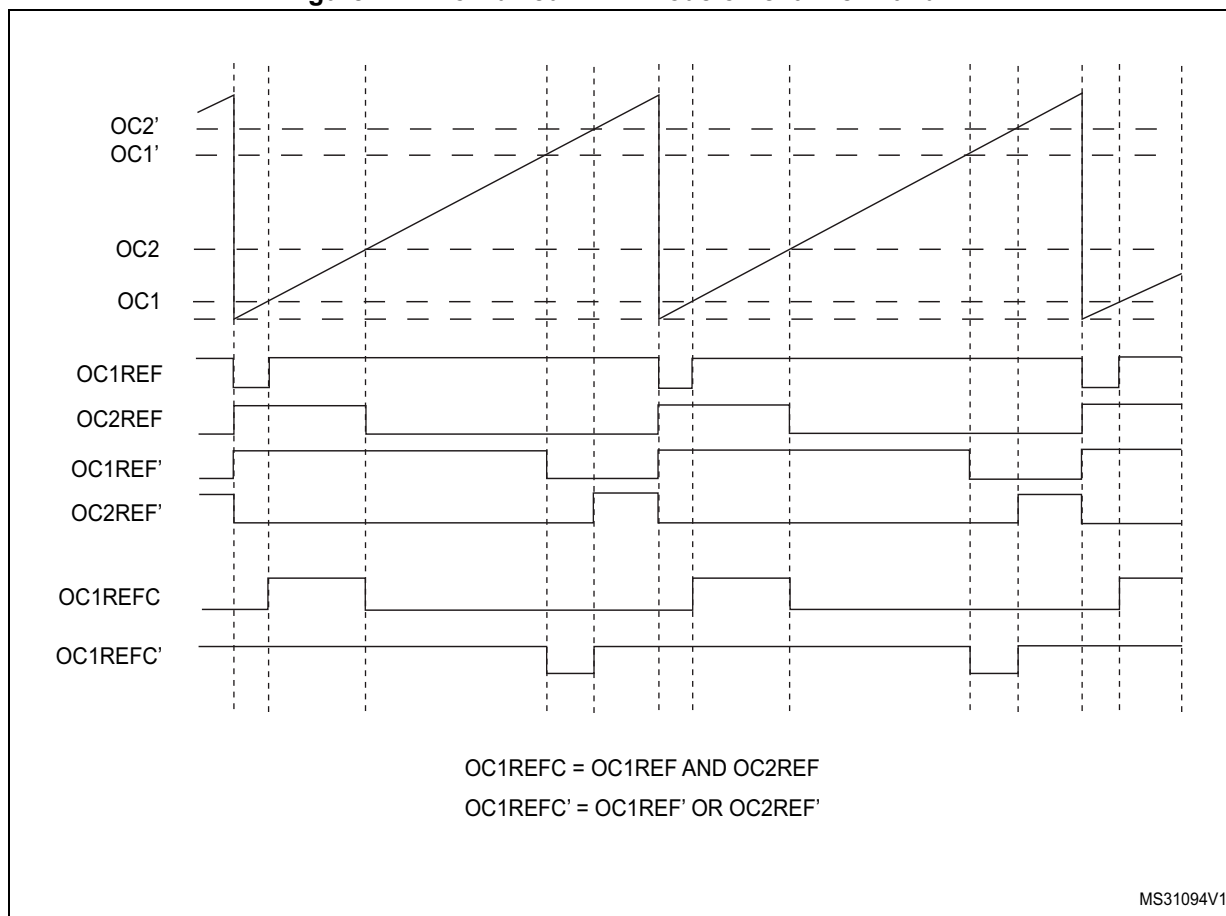 OC2'
OC1'
OC2
OC1
OC1REF
OC2REF
OC1REF'
OC2REF'
OC1REFC
OC1REFC'
OC1REFC = OC1REF AND OC2REF
OC1REFC' = OC1REF' OR OC2REF'
MS31094V1